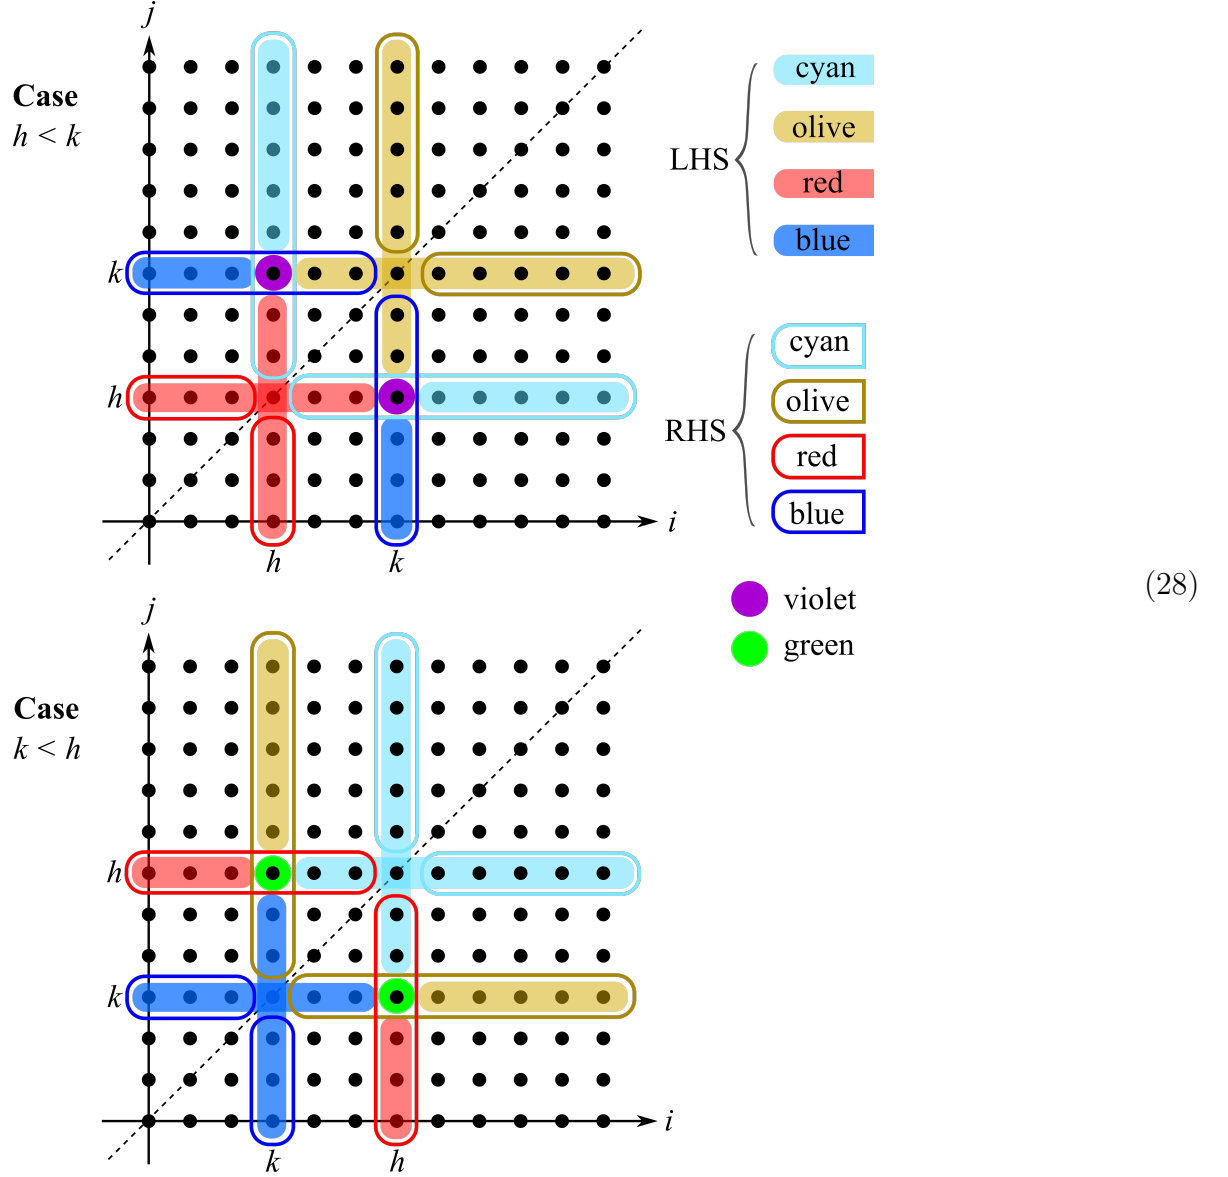 j
Case
h < k
k
h
h
k
i
LHS
cyan
olive
red
blue
RHS
cyan
olive
red
blue
violet
green
(28)
j
Case
k < h
h
k
k
h
i